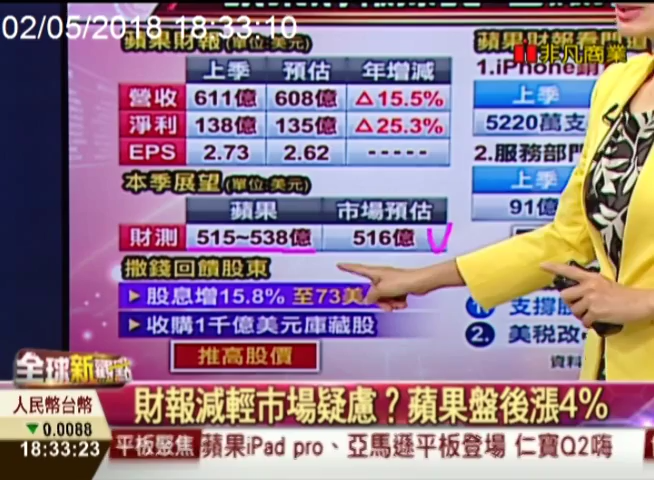 02/05/2018 18:33:10
蘋果財報(單位:美元)
上季 預估 年增減
營收 611億 608億 △15.5%
淨利 138億 135億 △25.3%
EPS 2.73 2.62 -----
本季展望(單位:美元)
蘋果 市場預估
財測 515~538億 516億
撒錢回饋股東
股息增15.8% 至73美
收購1千億美元庫藏股
推高股價
蘋果財報看
非凡商業
1.iPhone銷
上季
5220萬支
2.服務部門
上季
91億
支撐股
2. 美稅改
資料
全球新觀點
財報減輕市場疑慮?蘋果盤後漲4%
人民幣台幣
▼0.0088
18:33:23
平板聚焦 蘋果iPad pro、亞馬遜平板登場 仁寶Q2嗨